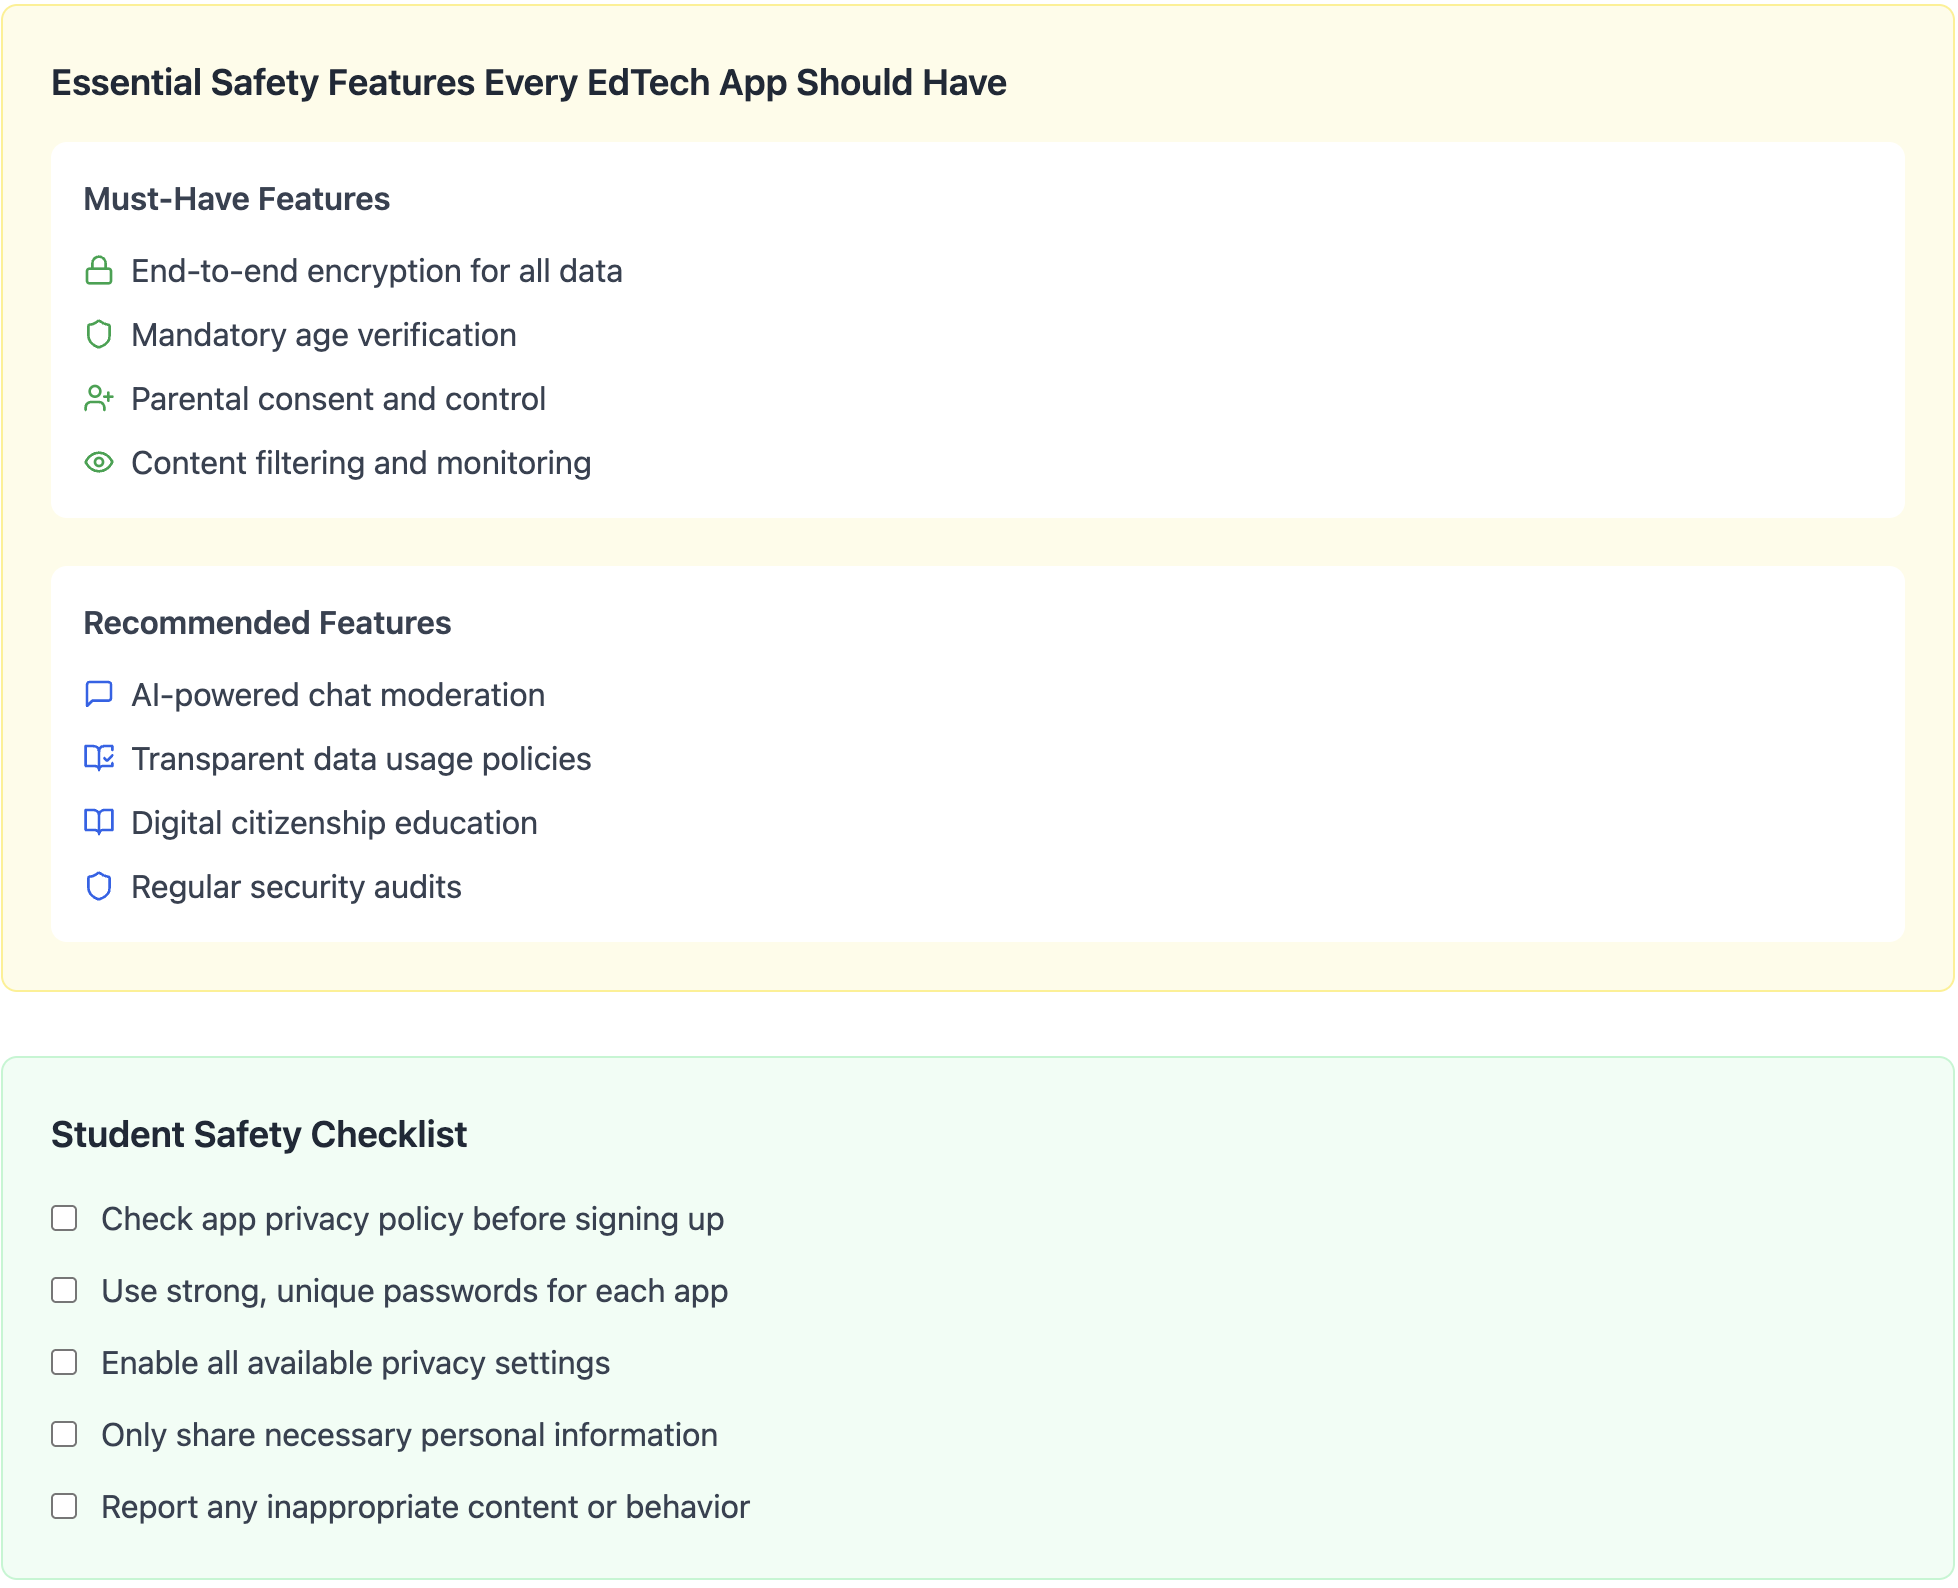 Essential Safety Features Every EdTech App Should Have
Must-Have Features
End-to-end encryption for all data
Mandatory age verification
Parental consent and control
Content filtering and monitoring
Recommended Features
AI-powered chat moderation
Transparent data usage policies
Digital citizenship education
Regular security audits
Student Safety Checklist
Check app privacy policy before signing up
Use strong, unique passwords for each app
Enable all available privacy settings
Only share necessary personal information
Report any inappropriate content or behavior